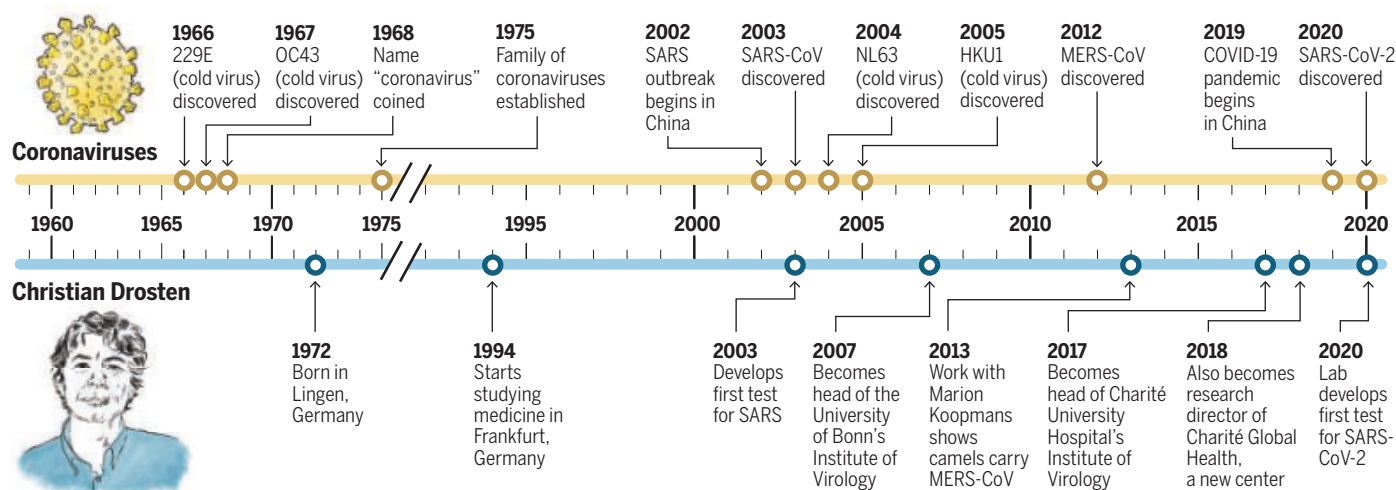 1966
229E
(cold virus)
discovered
1967
OC43
(cold virus)
discovered
1968
Name
“coronavirus”
coined
1975
Family of
coronaviruses
established
2002
SARS
outbreak
begins in
China
2003
SARS-CoV
discovered
2004
NL63
(cold virus)
discovered
2005
HKU1
(cold virus)
discovered
2012
MERS-CoV
discovered
2019
COVID-19
pandemic
begins
in China
2020
SARS-CoV-2
discovered
Coronaviruses
1960 1965 1970 1975 1995 2000 2005 2010 2015 2020
Christian Drosten
1972
Born in
Lingen,
Germany
1994
Starts
studying
medicine in
Frankfurt,
Germany
2003
Develops
first test
for SARS
2007
Becomes
head of the
University
of Bonn’s
Institute of
Virology
2013
Work with
Marion
Koopmans
shows
camels carry
MERS-CoV
2017
Becomes
head of Charité
University
Hospital’s
Institute of
Virology
2018
Also becomes
research
director of
Charité Global
Health,
a new center
2020
Lab
develops
first test
for SARS-
CoV-2